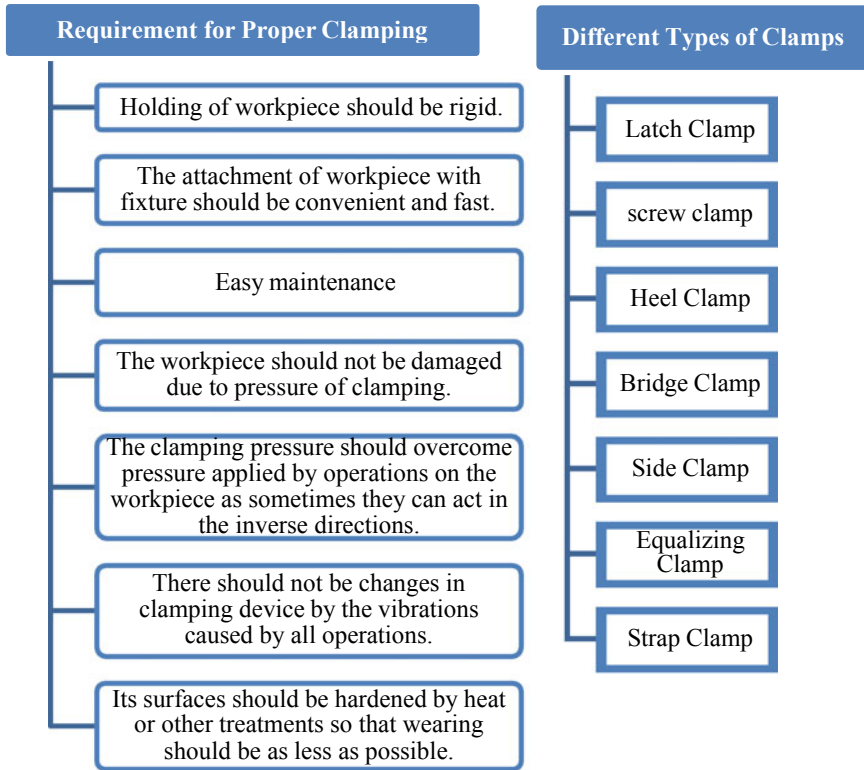 Requirement for Proper Clamping
Holding of workpiece should be rigid.
The attachment of workpiece with
fixture should be convenient and fast.
Easy maintenance
The workpiece should not be damaged
due to pressure of clamping.
The clamping pressure should overcome
pressure applied by operations on the
workpiece as sometimes they can act in
the inverse directions.
There should not be changes in
clamping device by the vibrations
caused by all operations.
Its surfaces should be hardened by heat
or other treatments so that wearing
should be as less as possible.
Different Types of Clamps
Latch Clamp
screw clamp
Heel Clamp
Bridge Clamp
Side Clamp
Equalizing
Clamp
Strap Clamp